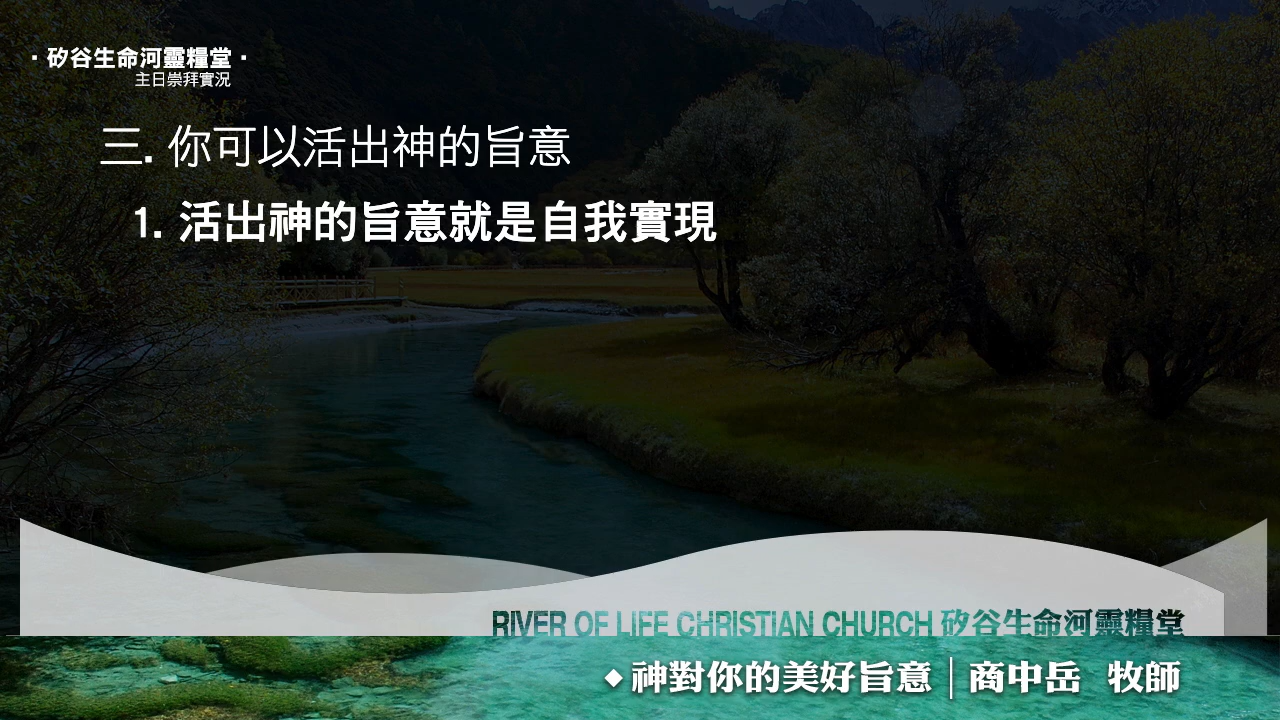 ·矽谷生命河靈糧堂·
主日崇拜實況
三. 你可以活出神的旨意
1. 活出神的旨意就是自我實現
RIVER OF LIFE CHRISTIAN CHURCH 矽谷生命河靈糧堂
◆神對你的美好旨意│商中岳 牧師